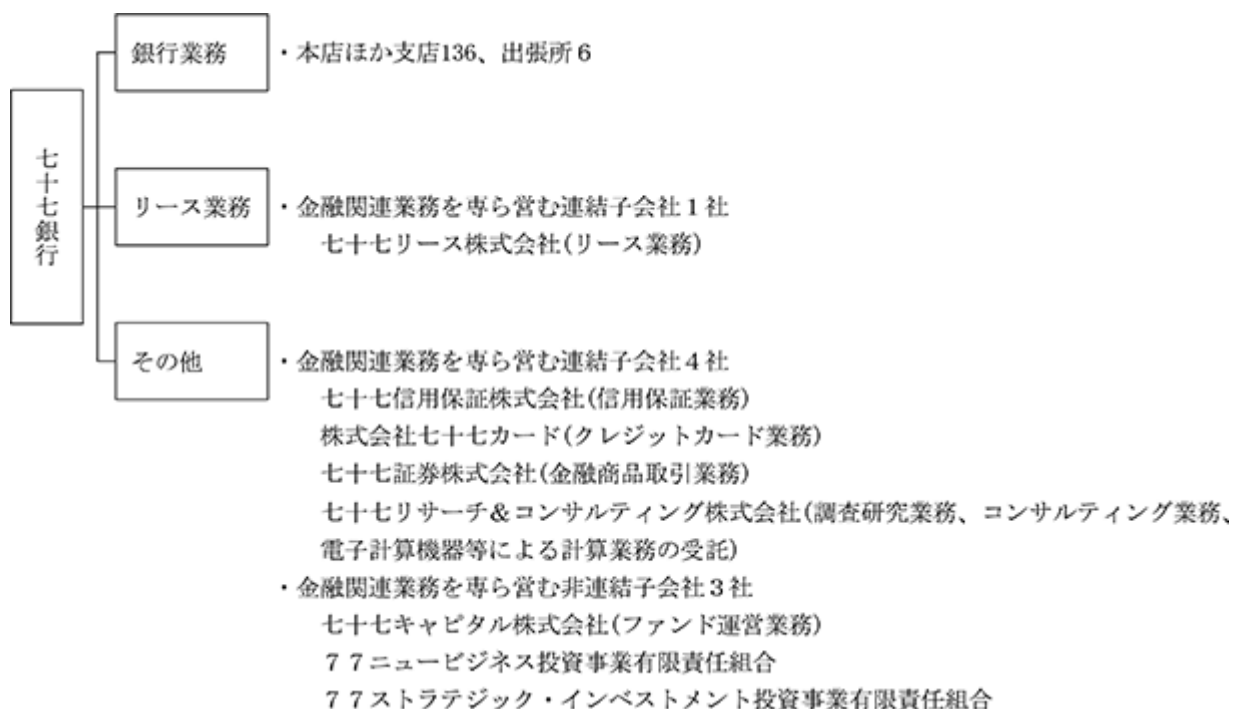 七十七銀行
銀行業務
・本店ほか支店136、出張所6
リース業務
・金融関連業務を専ら営む連結子会社1社
七十七リース株式会社(リース業務)
その他
・金融関連業務を専ら営む連結子会社4社
七十七信用保証株式会社(信用保証業務)
株式会社七十七カード(クレジットカード業務)
七十七証券株式会社(金融商品取引業務)
七十七リサーチ&コンサルティング株式会社(調査研究業務、コンサルティング業務、
電子計算機器等による計算業務の受託)
・金融関連業務を専ら営む非連結子会社3社
七十七キャピタル株式会社(ファンド運営業務)
77ニュービジネス投資事業有限責任組合
77ストラテジック・インベストメント投資事業有限責任組合